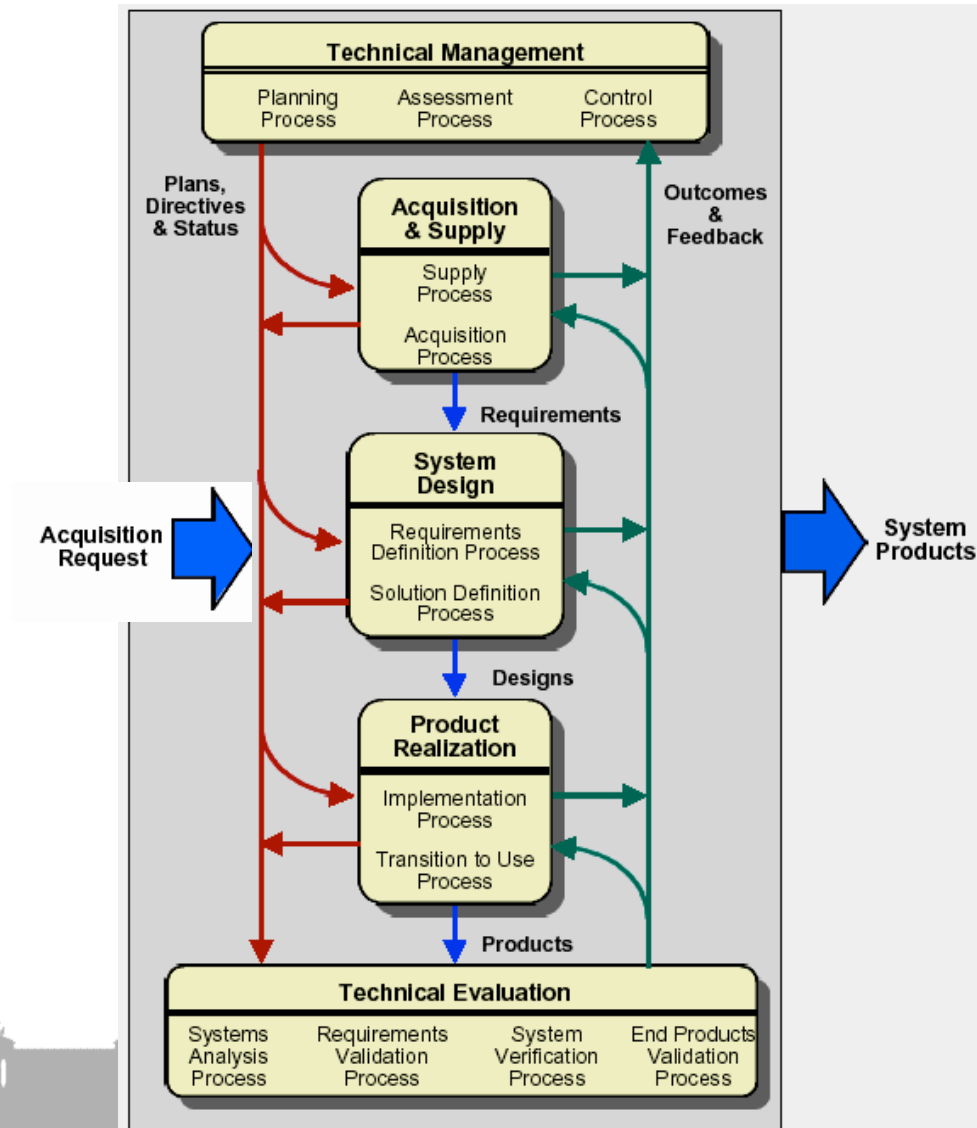 Technical Management
Planning
Process
Assessment
Process
Control
Process
Plans,
Directives
& Status
Outcomes
&
Feedback
Acquisition
& Supply
Supply
Process
Acquisition
Process
Requirements
System
Design
Requirements
Definition Process
Solution Definition
Process
Acquisition
Request
System
Products
Designs
Product
Realization
Implementation
Process
Transition to Use
Process
Products
Technical Evaluation
Systems
Analysis
Process
Requirements
Validation
Process
System
Verification
Process
End Products
Validation
Process